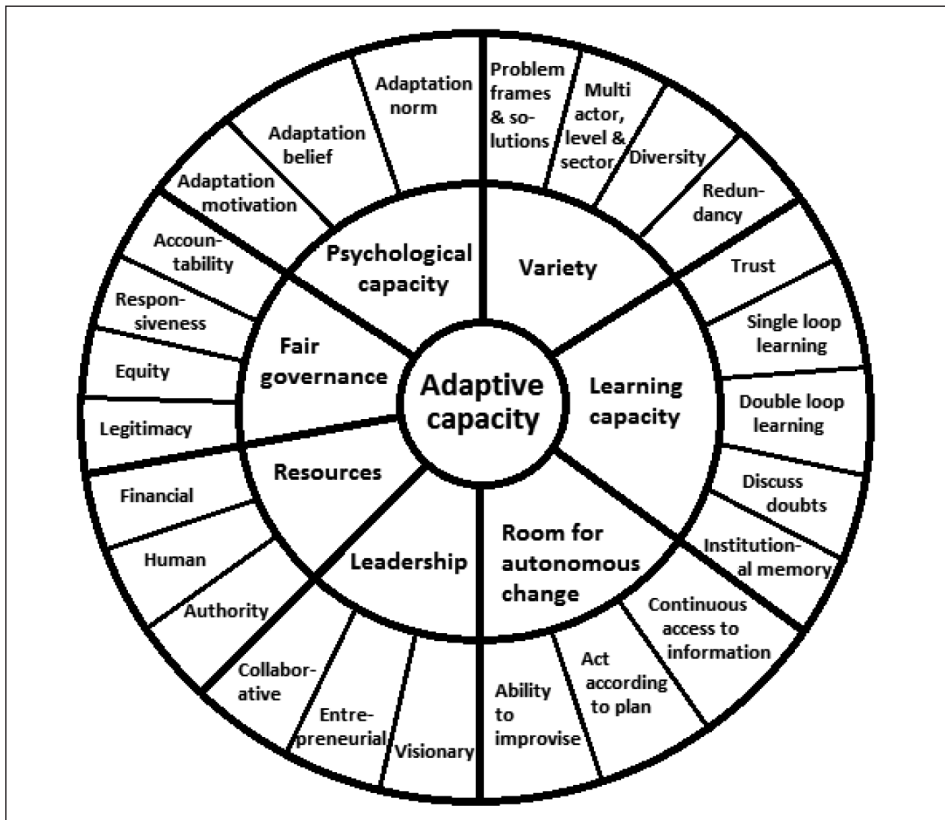 Adaptive
capacity
Psychological
capacity
Variety
Learning
capacity
Room for
autonomous
change
Leadership
Resources
Fair
governance
Adaptation
norm
Adaptation
belief
Adaptation
motivation
Problem
frames
& so-
lutions
Multi
actor,
level &
sector
Diversity
Redun-
dancy
Trust
Single loop
learning
Double loop
learning
Discuss
doubts
Institution-
al memory
Continuous
access to
information
Act
according
to plan
Ability
to
improvise
Visionary
Entre-
preneurial
Collabor-
ative
Authority
Human
Financial
Legitimacy
Equity
Respon-
siveness
Accoun-
tability